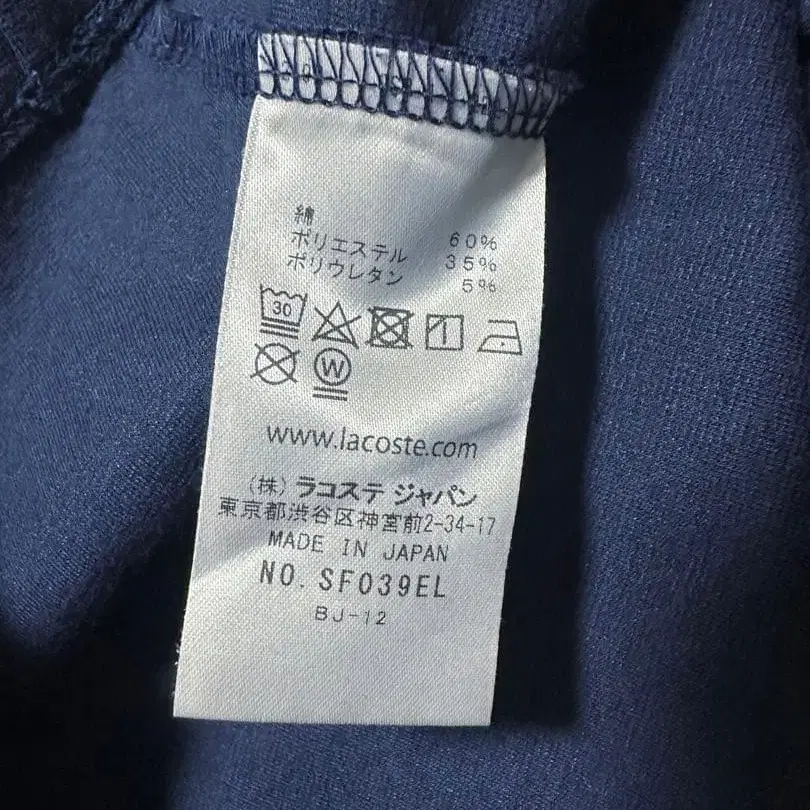 綿 60%
ポリエステル 35%
ポリウレタン 5%
30
W
www.lacoste.com
(株) ラコステ ジャパン
東京都渋谷区神宮前2-34-17
MADE IN JAPAN
NO. SF039EL
BJ-12